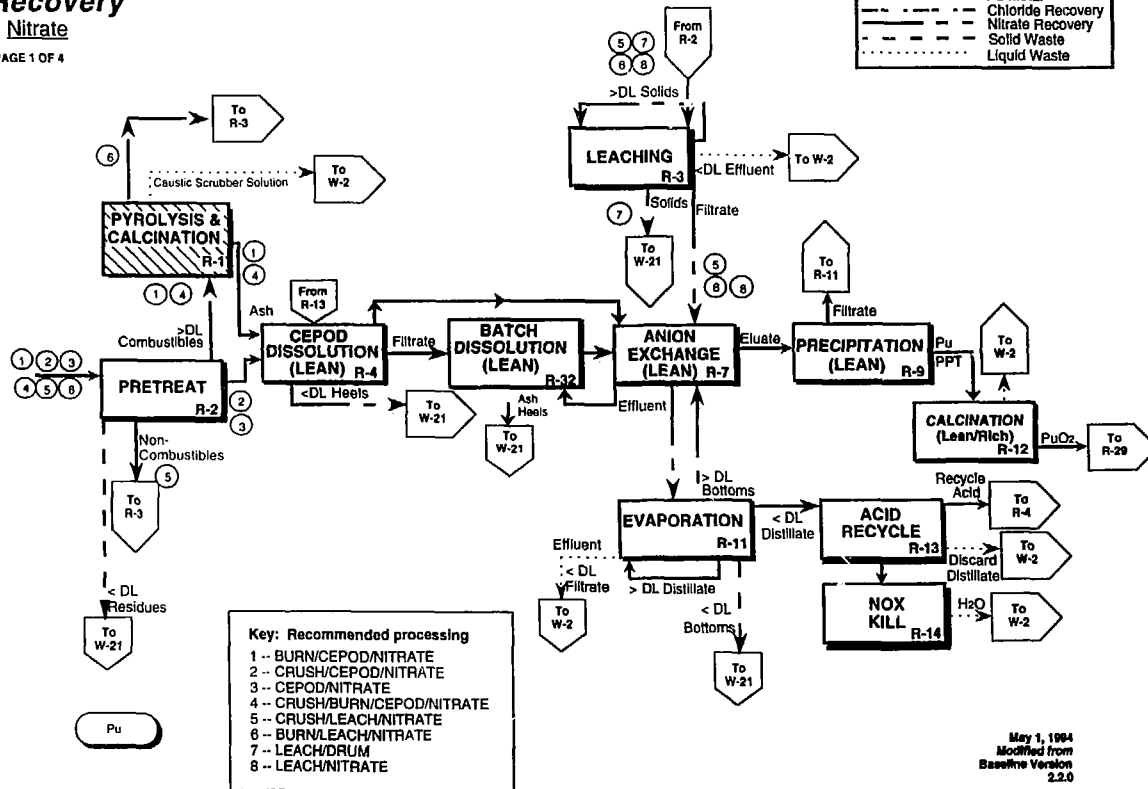 Recovery
Nitrate
PAGE 1 OF 4
Chloride Recovery
Nitrate Recovery
Solid Waste
Liquid Waste
From
R-2
5 7
6 8
>DL Solids
LEACHING
R-3
<DL Effluent
To W-2
Solids
Filtrate
7
To
W-21
5
6 8
To
R-3
6
Caustic Scrubber Solution
To
W-2
PYROLYSIS &
CALCINATION
R-1
1
4
1 4
Ash
>DL
Combustibles
1 2 3
4 5 6
PRETREAT
R-2
2
3
Non-
Combustibles
5
To
R-3
< DL
Residues
To
W-21
From
R-13
CEPOD
DISSOLUTION
(LEAN)
R-4
Filtrate
<DL Heels
To
W-21
BATCH
DISSOLUTION
(LEAN)
R-32
Ash
Heels
To
W-21
ANION
EXCHANGE
(LEAN)
R-7
Eluate
Effluent
PRECIPITATION
(LEAN)
R-9
Filtrate
To
R-11
Pu
PPT
To
W-2
CALCINATION
(Lean/Rich)
R-12
PuO2
To
R-29
> DL
Bottoms
EVAPORATION
R-11
< DL
Distillate
Effluent
< DL
Filtrate
To
W-2
> DL Distillate
< DL
Bottoms
To
W-21
ACID
RECYCLE
R-13
Recycle
Acid
To
R-4
Discard
Distillate
To
W-2
NOX
KILL
R-14
H2O
To
W-2
Key: Recommended processing
1 -- BURN/CEPOD/NITRATE
2 -- CRUSH/CEPOD/NITRATE
3 -- CEPOD/NITRATE
4 -- CRUSH/BURN/CEPOD/NITRATE
5 -- CRUSH/LEACH/NITRATE
6 -- BURN/LEACH/NITRATE
7 -- LEACH/DRUM
8 -- LEACH/NITRATE
Pu
May 1, 1994
Modified from
Baseline Version
2.2.0